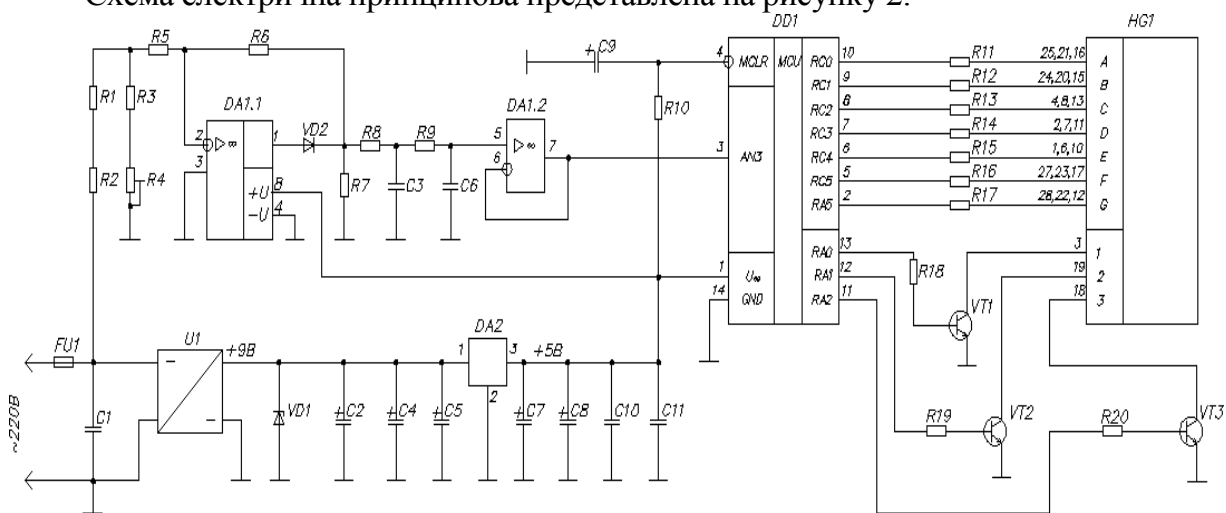 Схема електрична принципова представлена на рисунку 2.
DD1
HG1
R5
R6
C9
+
4
MCLR
MCU
RC0
10
R11
25,21,16
A
RC1
9
R12
24,20,15
B
R1
R3
DA1.1
DA1.2
R10
RC2
8
R13
4,8,13
C
2
▷∞
1
VD2
R8
R9
5
▷∞
7
3
AN3
RC3
7
R14
2,7,11
D
3
6
RC4
6
R15
1,6,10
E
R2
R4
+U
8
R7
C3
C6
RC5
5
R16
27,23,17
F
-U
4
RA5
2
R17
28,22,12
G
RA0
13
3
1
1
RA1
12
R18
19
2
14
GND
RA2
11
18
3
VT1
FU1
U1
+9В
DA2
1
3
+5В
2
~220В
C1
VD1
+
C2
+
C4
+
C5
+
C7
+
C8
C10
C11
R19
VT2
R20
VT3